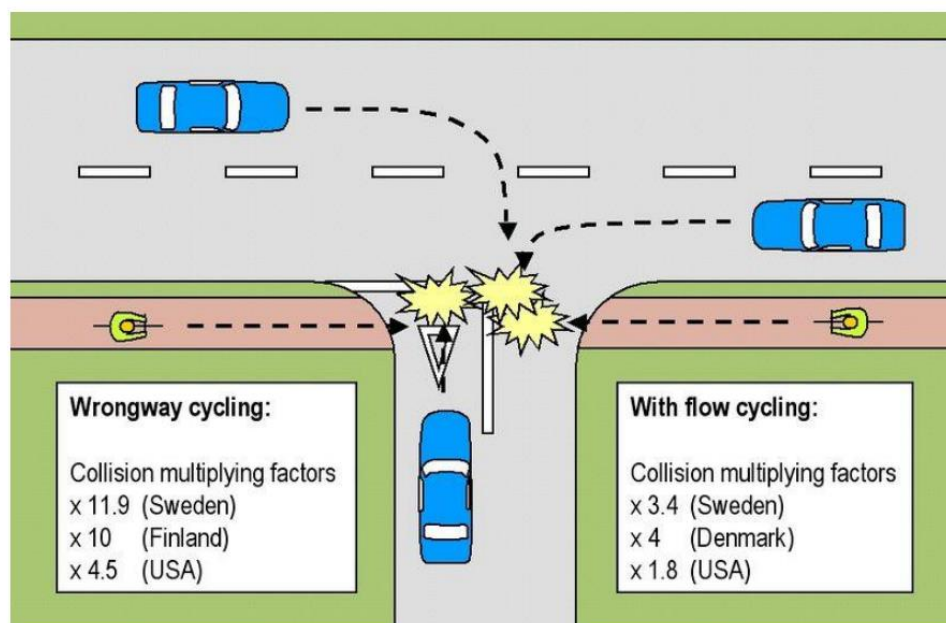 Wrongway cycling:
Collision multiplying factors
x 11.9 (Sweden)
x 10 (Finland)
x 4.5 (USA)
With flow cycling:
Collision multiplying factors
x 3.4 (Sweden)
x 4 (Denmark)
x 1.8 (USA)